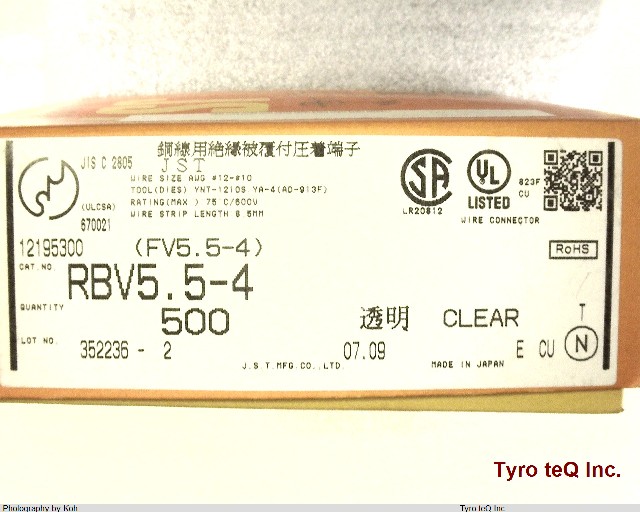 銅線用絶縁被覆付圧着端子
JIS C 2805 JST
WIRE SIZE AWG #12-#10
TOOL(DIES) YNT-1210S YA-4(AD-913F)
RATING(MAX ) 75 C/600V
WIRE STRIP LENGTH 8 5MM
(ULCSA)
670021
SA
LR20812
UL
LISTED
823F
CU
WIRE CONNECTOR
12195300 (FV5.5-4)
RoHS
CAT.NO RBV5.5-4
QUANTITY 500
透明 CLEAR T
LOT NO. 352236 - 2 07.09 E CU N
J.S.T.MFG.CO.,LTD. MADE IN JAPAN
Tyro teQ Inc.
Photography by Koh Tyro teQ Inc